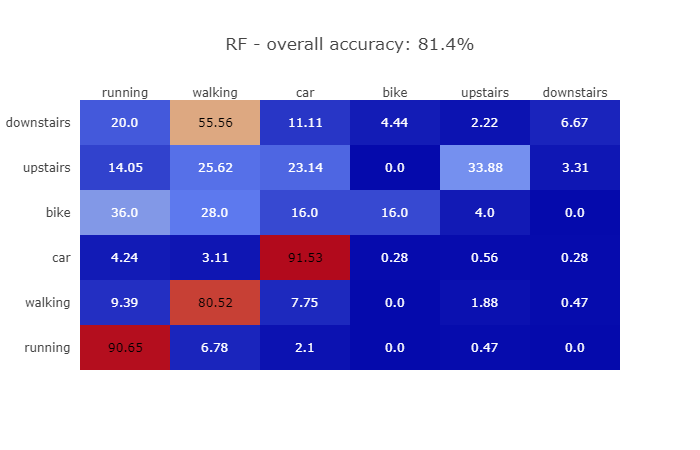 RF - overall accuracy: 81.4%
running walking car bike upstairs downstairs
downstairs 20.0 55.56 11.11 4.44 2.22 6.67
upstairs 14.05 25.62 23.14 0.0 33.88 3.31
bike 36.0 28.0 16.0 16.0 4.0 0.0
car 4.24 3.11 91.53 0.28 0.56 0.28
walking 9.39 80.52 7.75 0.0 1.88 0.47
running 90.65 6.78 2.1 0.0 0.47 0.0